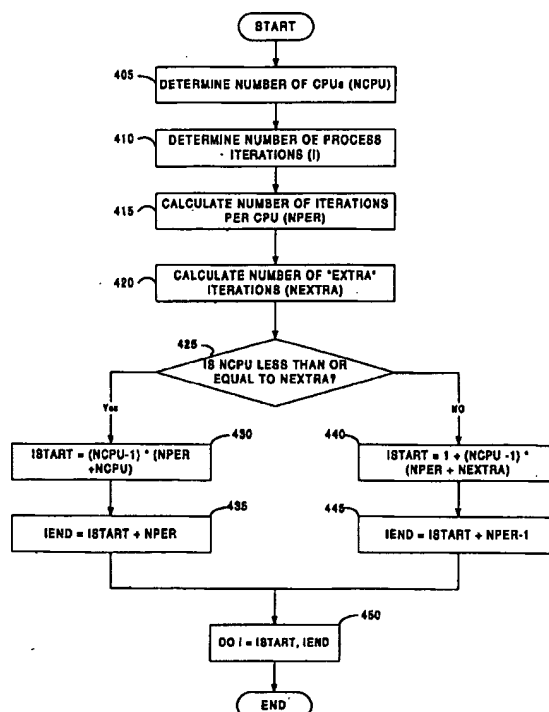 START
405
DETERMINE NUMBER OF CPUs (NCPU)
410
DETERMINE NUMBER OF PROCESS
ITERATIONS (I)
415
CALCULATE NUMBER OF ITERATIONS
PER CPU (NPER)
420
CALCULATE NUMBER OF "EXTRA"
ITERATIONS (NEXTRA)
425
IS NCPU LESS THAN OR
EQUAL TO NEXTRA?
Yes
NO
430
ISTART = (NCPU-1) * (NPER
+NCPU)
440
ISTART = 1 + (NCPU -1) *
(NPER + NEXTRA)
435
IEND = ISTART + NPER
445
IEND = ISTART + NPER-1
450
DO I = ISTART, IEND
END